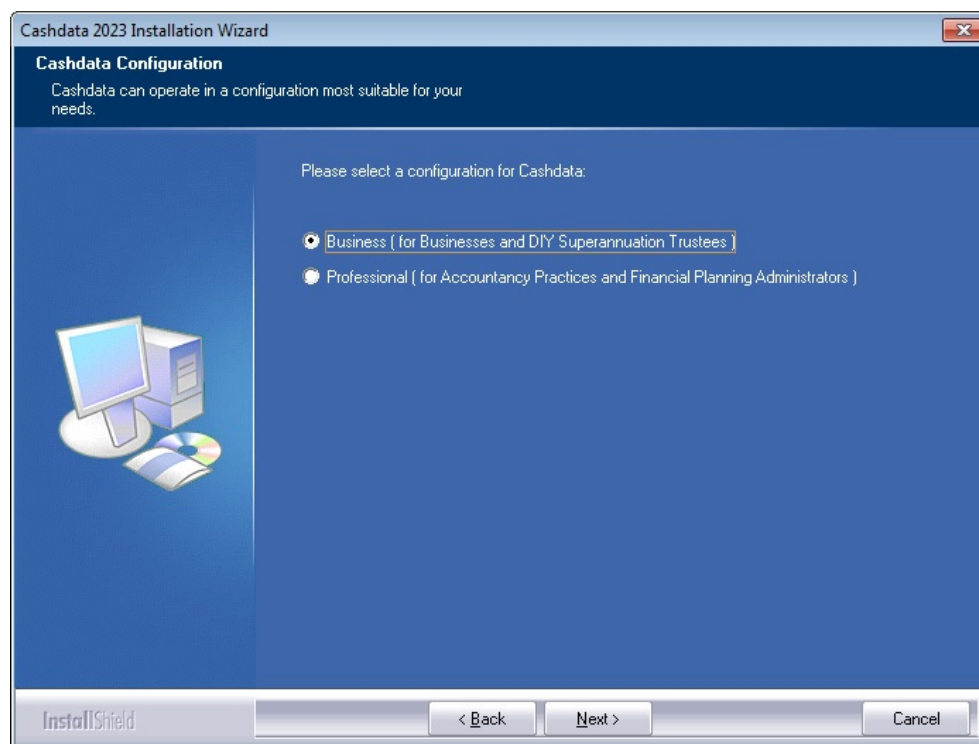 Cashdata 2023 Installation Wizard
Cashdata Configuration
Cashdata can operate in a configuration most suitable for your
needs.
Please select a configuration for Cashdata:
Business ( for Businesses and DIY Superannuation Trustees )
Professional ( for Accountancy Practices and Financial Planning Administrators )
InstallShield
< Back
Next >
Cancel